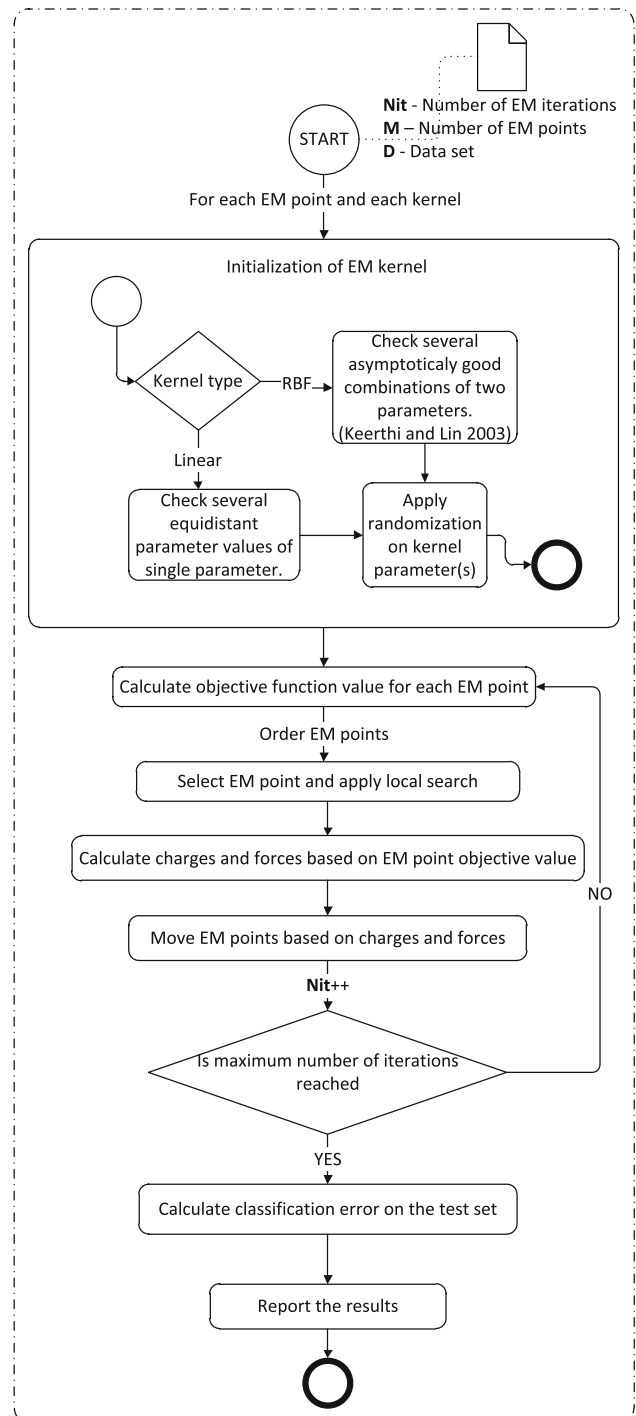 Nit - Number of EM iterations
M – Number of EM points
D - Data set
START
For each EM point and each kernel
Initialization of EM kernel
Kernel type
RBF
Check several
asymptoticaly good
combinations of two
parameters.
(Keerthi and Lin 2003)
Linear
Check several
equidistant
parameter values of
single parameter.
Apply
randomization
on kernel
parameter(s)
Calculate objective function value for each EM point
Order EM points
Select EM point and apply local search
Calculate charges and forces based on EM point objective value
NO
Move EM points based on charges and forces
Nit++
Is maximum number of iterations
reached
YES
Calculate classification error on the test set
Report the results